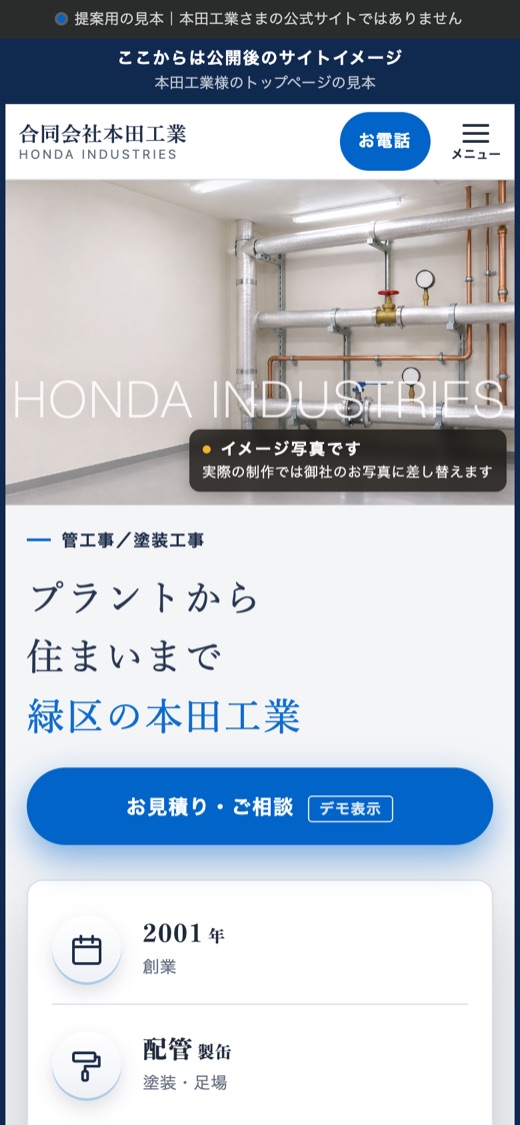 提案用の見本｜本田工業さまの公式サイトではありません
ここからは公開後のサイトイメージ
本田工業様のトップページの見本
合同会社本田工業
HONDA INDUSTRIES
お電話
メニュー
HONDA INDUSTRIES
イメージ写真です
実際の制作では御社のお写真に差し替えます
管工事／塗装工事
プラントから
住まいまで
緑区の本田工業
お見積り・ご相談 デモ表示
2001 年
創業
配管 製缶
塗装・足場